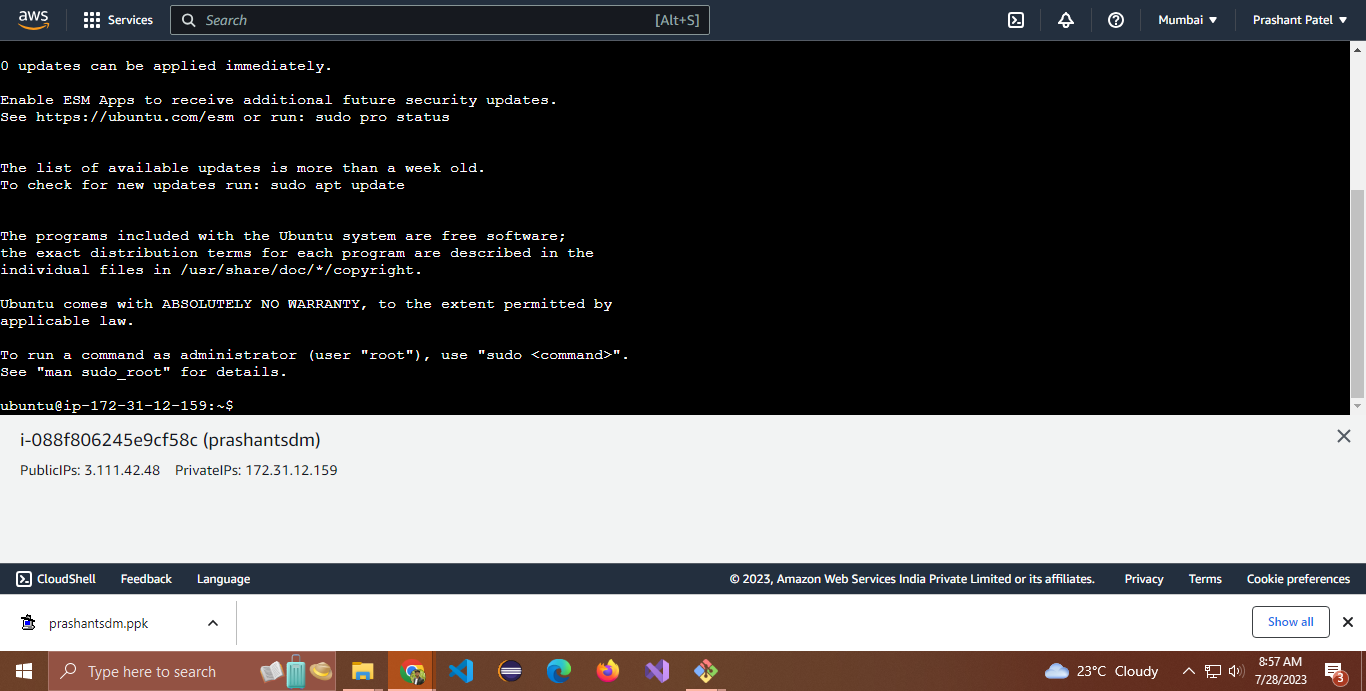 aws
Services
Search
[Alt+S]
Mumbai
Prashant Patel
0 updates can be applied immediately.
Enable ESM Apps to receive additional future security updates.
See https://ubuntu.com/esm or run: sudo pro status
The list of available updates is more than a week old.
To check for new updates run: sudo apt update
The programs included with the Ubuntu system are free software;
the exact distribution terms for each program are described in the
individual files in /usr/share/doc/*/copyright.
Ubuntu comes with ABSOLUTELY NO WARRANTY, to the extent permitted by
applicable law.
To run a command as administrator (user "root"), use "sudo <command>".
See "man sudo_root" for details.
ubuntu@ip-172-31-12-159:~$
i-088f806245e9cf58c (prashantsdm)
PublicIPs: 3.111.42.48 PrivateIPs: 172.31.12.159
CloudShell
Feedback
Language
© 2023, Amazon Web Services India Private Limited or its affiliates.
Privacy
Terms
Cookie preferences
prashantsdm.ppk
Show all
Type here to search
23°C Cloudy
8:57 AM
7/28/2023
3